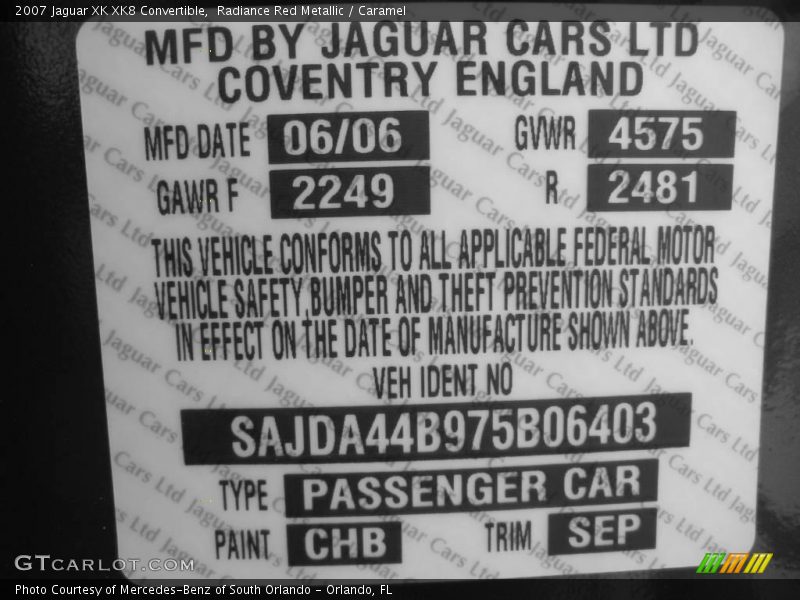 2007 Jaguar XK XK8 Convertible, Radiance Red Metallic / Caramel
MFD BY JAGUAR CARS LTD
COVENTRY ENGLAND
MFD DATE 06/06 GVWR 4575
GAWR F 2249 R 2481
THIS VEHICLE CONFORMS TO ALL APPLICABLE FEDERAL MOTOR
VEHICLE SAFETY,BUMPER AND THEFT PREVENTION STANDARDS
IN EFFECT ON THE DATE OF MANUFACTURE SHOWN ABOVE.
VEH IDENT NO
SAJDA44B975B06403
TYPE PASSENGER CAR
PAINT CHB TRIM SEP
GTCARLOT.COM
Photo Courtesy of Mercedes-Benz of South Orlando - Orlando, FL